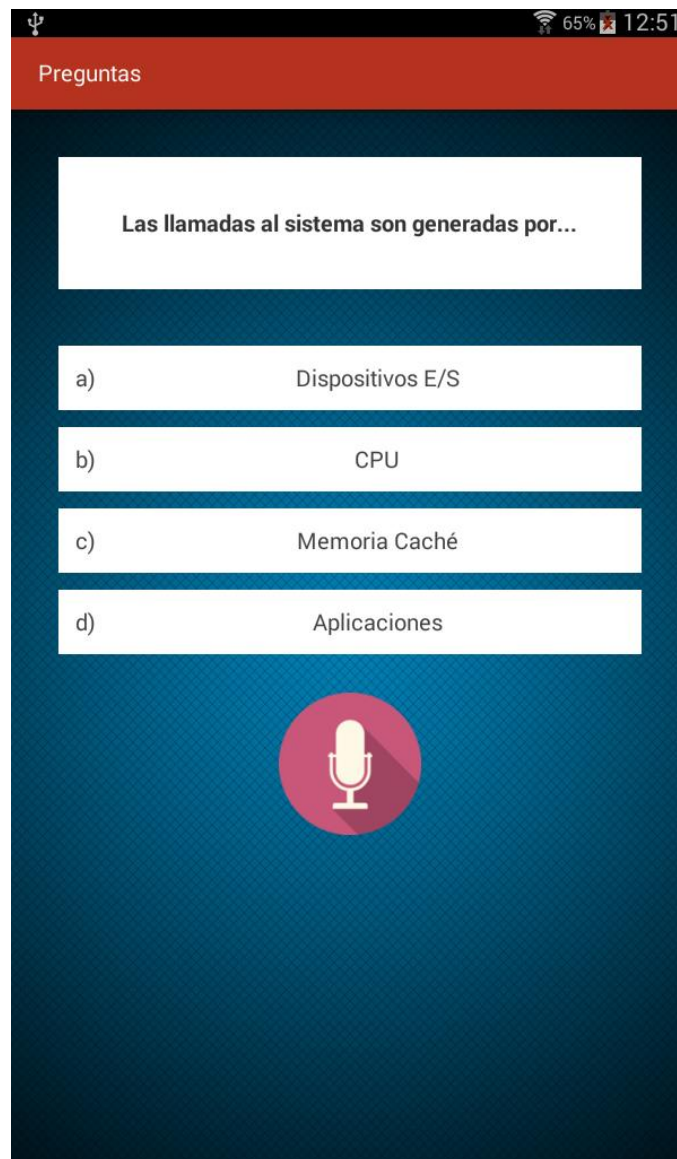 65% 12:51
Preguntas
Las llamadas al sistema son generadas por...
a) Dispositivos E/S
b) CPU
c) Memoria Caché
d) Aplicaciones